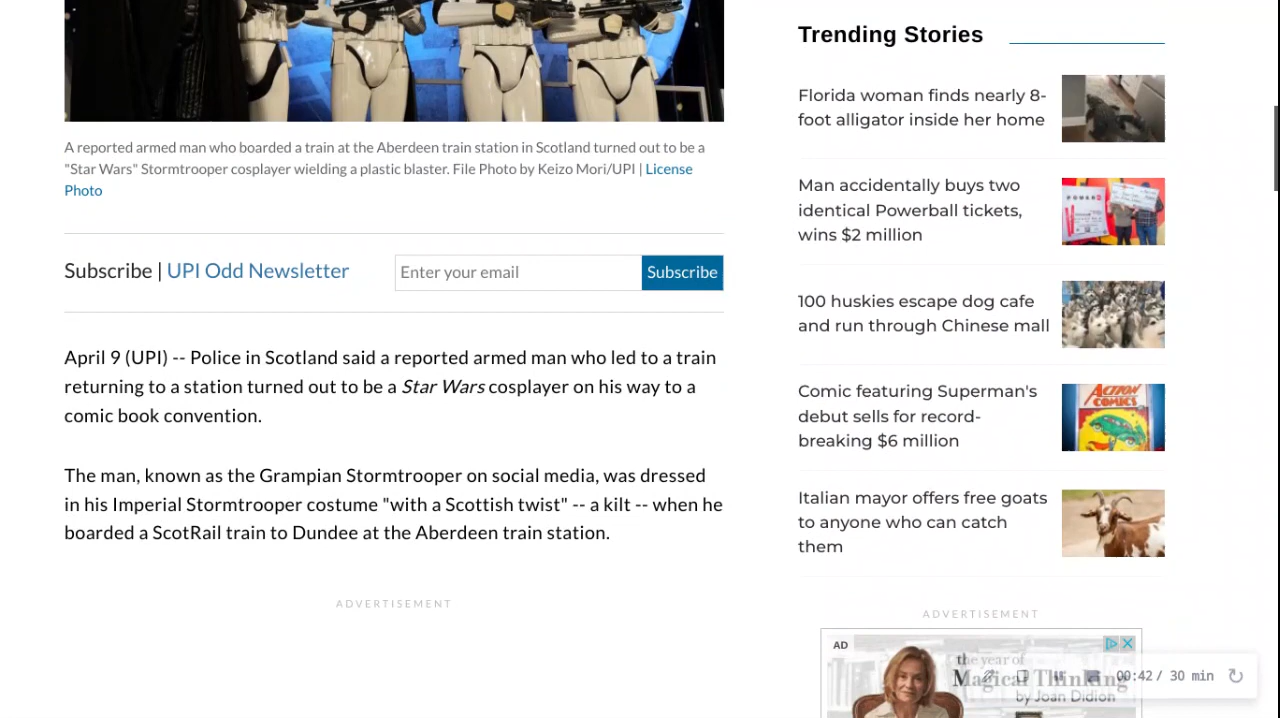 A reported armed man who boarded a train at the Aberdeen train station in Scotland turned out to be a
"Star Wars" Stormtrooper cosplayer wielding a plastic blaster. File Photo by Keizo Mori/UPI | License
Photo
Subscribe | UPI Odd Newsletter
Enter your email
Subscribe
April 9 (UPI) -- Police in Scotland said a reported armed man who led to a train
returning to a station turned out to be a Star Wars cosplayer on his way to a
comic book convention.
The man, known as the Grampian Stormtrooper on social media, was dressed
in his Imperial Stormtrooper costume "with a Scottish twist" -- a kilt -- when he
boarded a ScotRail train to Dundee at the Aberdeen train station.
ADVERTISEMENT
Trending Stories
Florida woman finds nearly 8-
foot alligator inside her home
Man accidentally buys two
identical Powerball tickets,
wins $2 million
100 huskies escape dog cafe
and run through Chinese mall
Comic featuring Superman's
debut sells for record-
breaking $6 million
ACTION
COMICS
Italian mayor offers free goats
to anyone who can catch
them
ADVERTISEMENT
AD
the year of
Magical Thinking
by Joan Didion
00:42 / 30 min